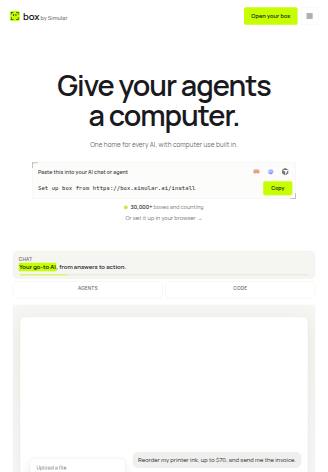 box by Simular
Open your box
Give your agents
a computer.
One home for every AI, with computer use built in.
Paste this into your AI chat or agent
Set up box from https://box.simular.ai/install
Copy
30,000+ boxes and counting
Or set it up in your browser →
CHAT
Your go-to AI, from answers to action.
AGENTS
CODE
Reorder my printer ink, up to $70, and send me the invoice.
Upload a file